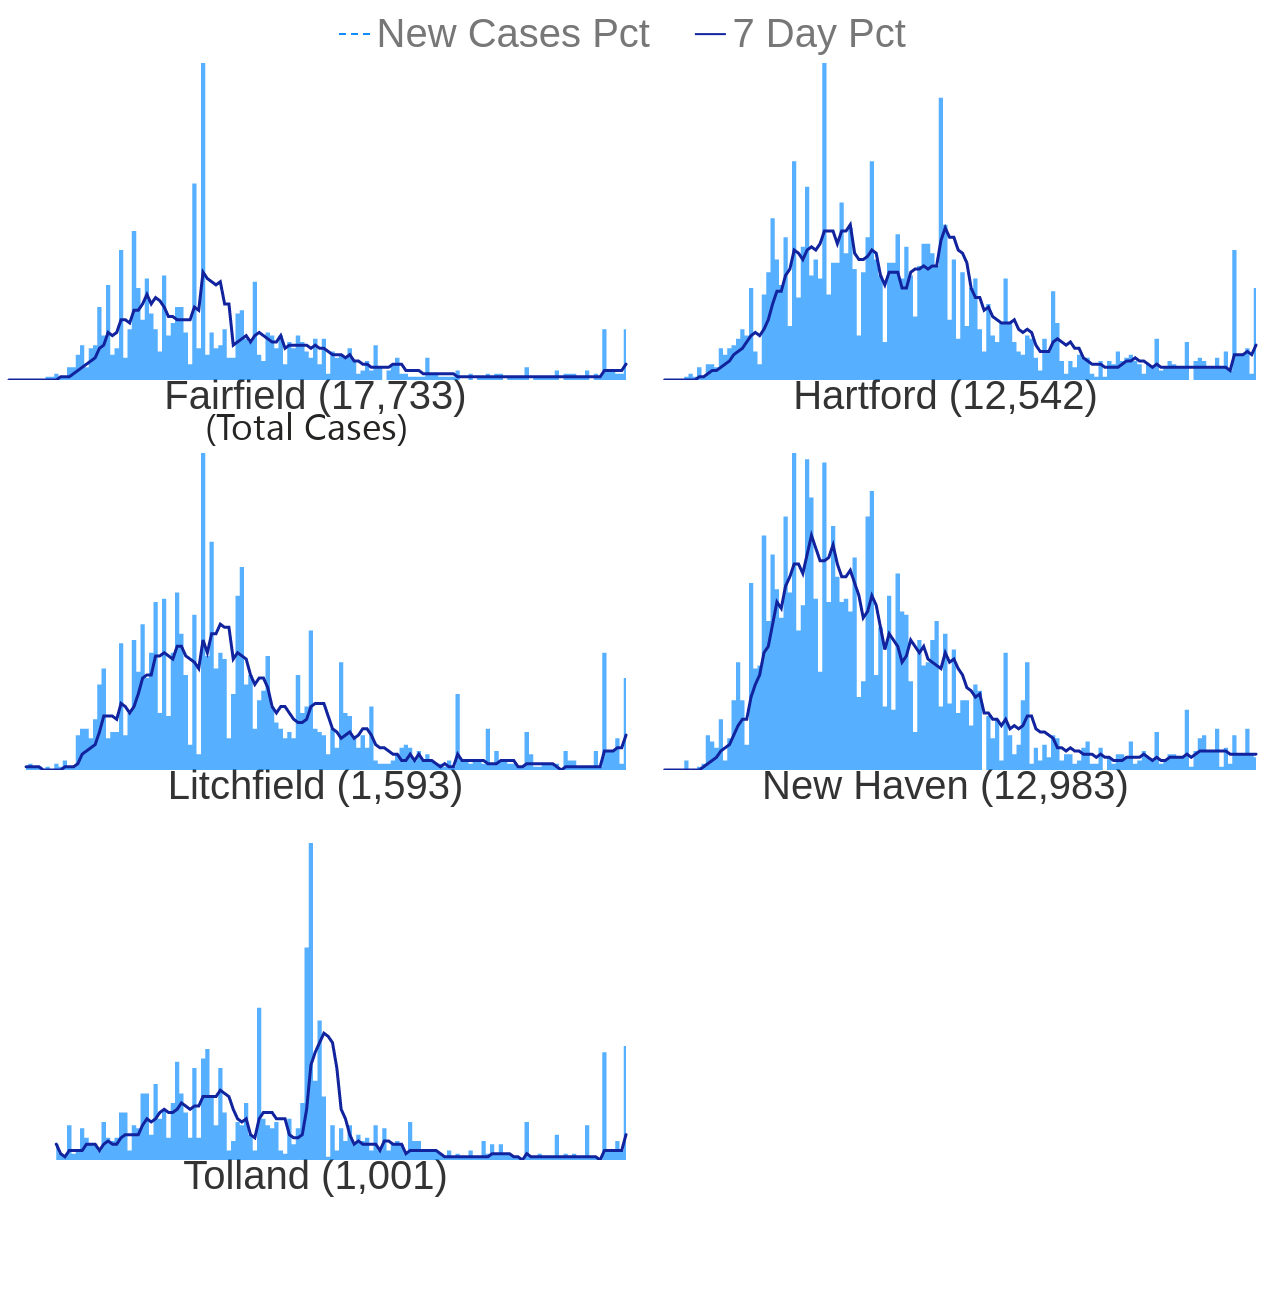 New Cases Pct 7 Day Pct
Fairfield (17,733)
(Total Cases)
Hartford (12,542)
Litchfield (1,593)
New Haven (12,983)
Tolland (1,001)